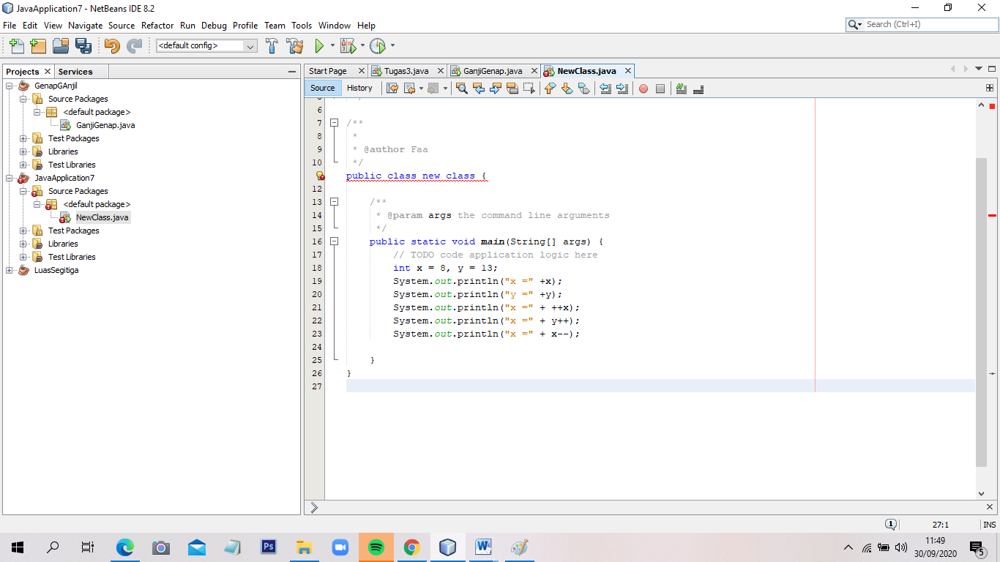 JavaApplication7 - NetBeans IDE 8.2
File Edit View Navigate Source Refactor Run Debug Profile Team Tools Window Help
Search (Ctrl+I)
<default config>
Projects Services
GenapGAnjil
Source Packages
<default package>
GanjiGenap.java
Test Packages
Libraries
Test Libraries
JavaApplication7
Source Packages
<default package>
NewClass.java
Test Packages
Libraries
Test Libraries
LuasSegitiga
Start Page Tugas3.java GanjiGenap.java NewClass.java
Source History
6
7 /**
8 *
9 * @author Faa
10 */
public class new class {
12
13 /**
14 * @param args the command line arguments
15 */
16 public static void main(String[] args) {
17 // TODO code application logic here
18 int x = 8, y = 13;
19 System.out.println("x =" +x);
20 System.out.println("y =" +y);
21 System.out.println("x =" + ++x);
22 System.out.println("x =" + y++);
23 System.out.println("x =" + x--);
24
25 }
26 }
27
1 27:1 INS
Ps
W
11:49
30/09/2020
5